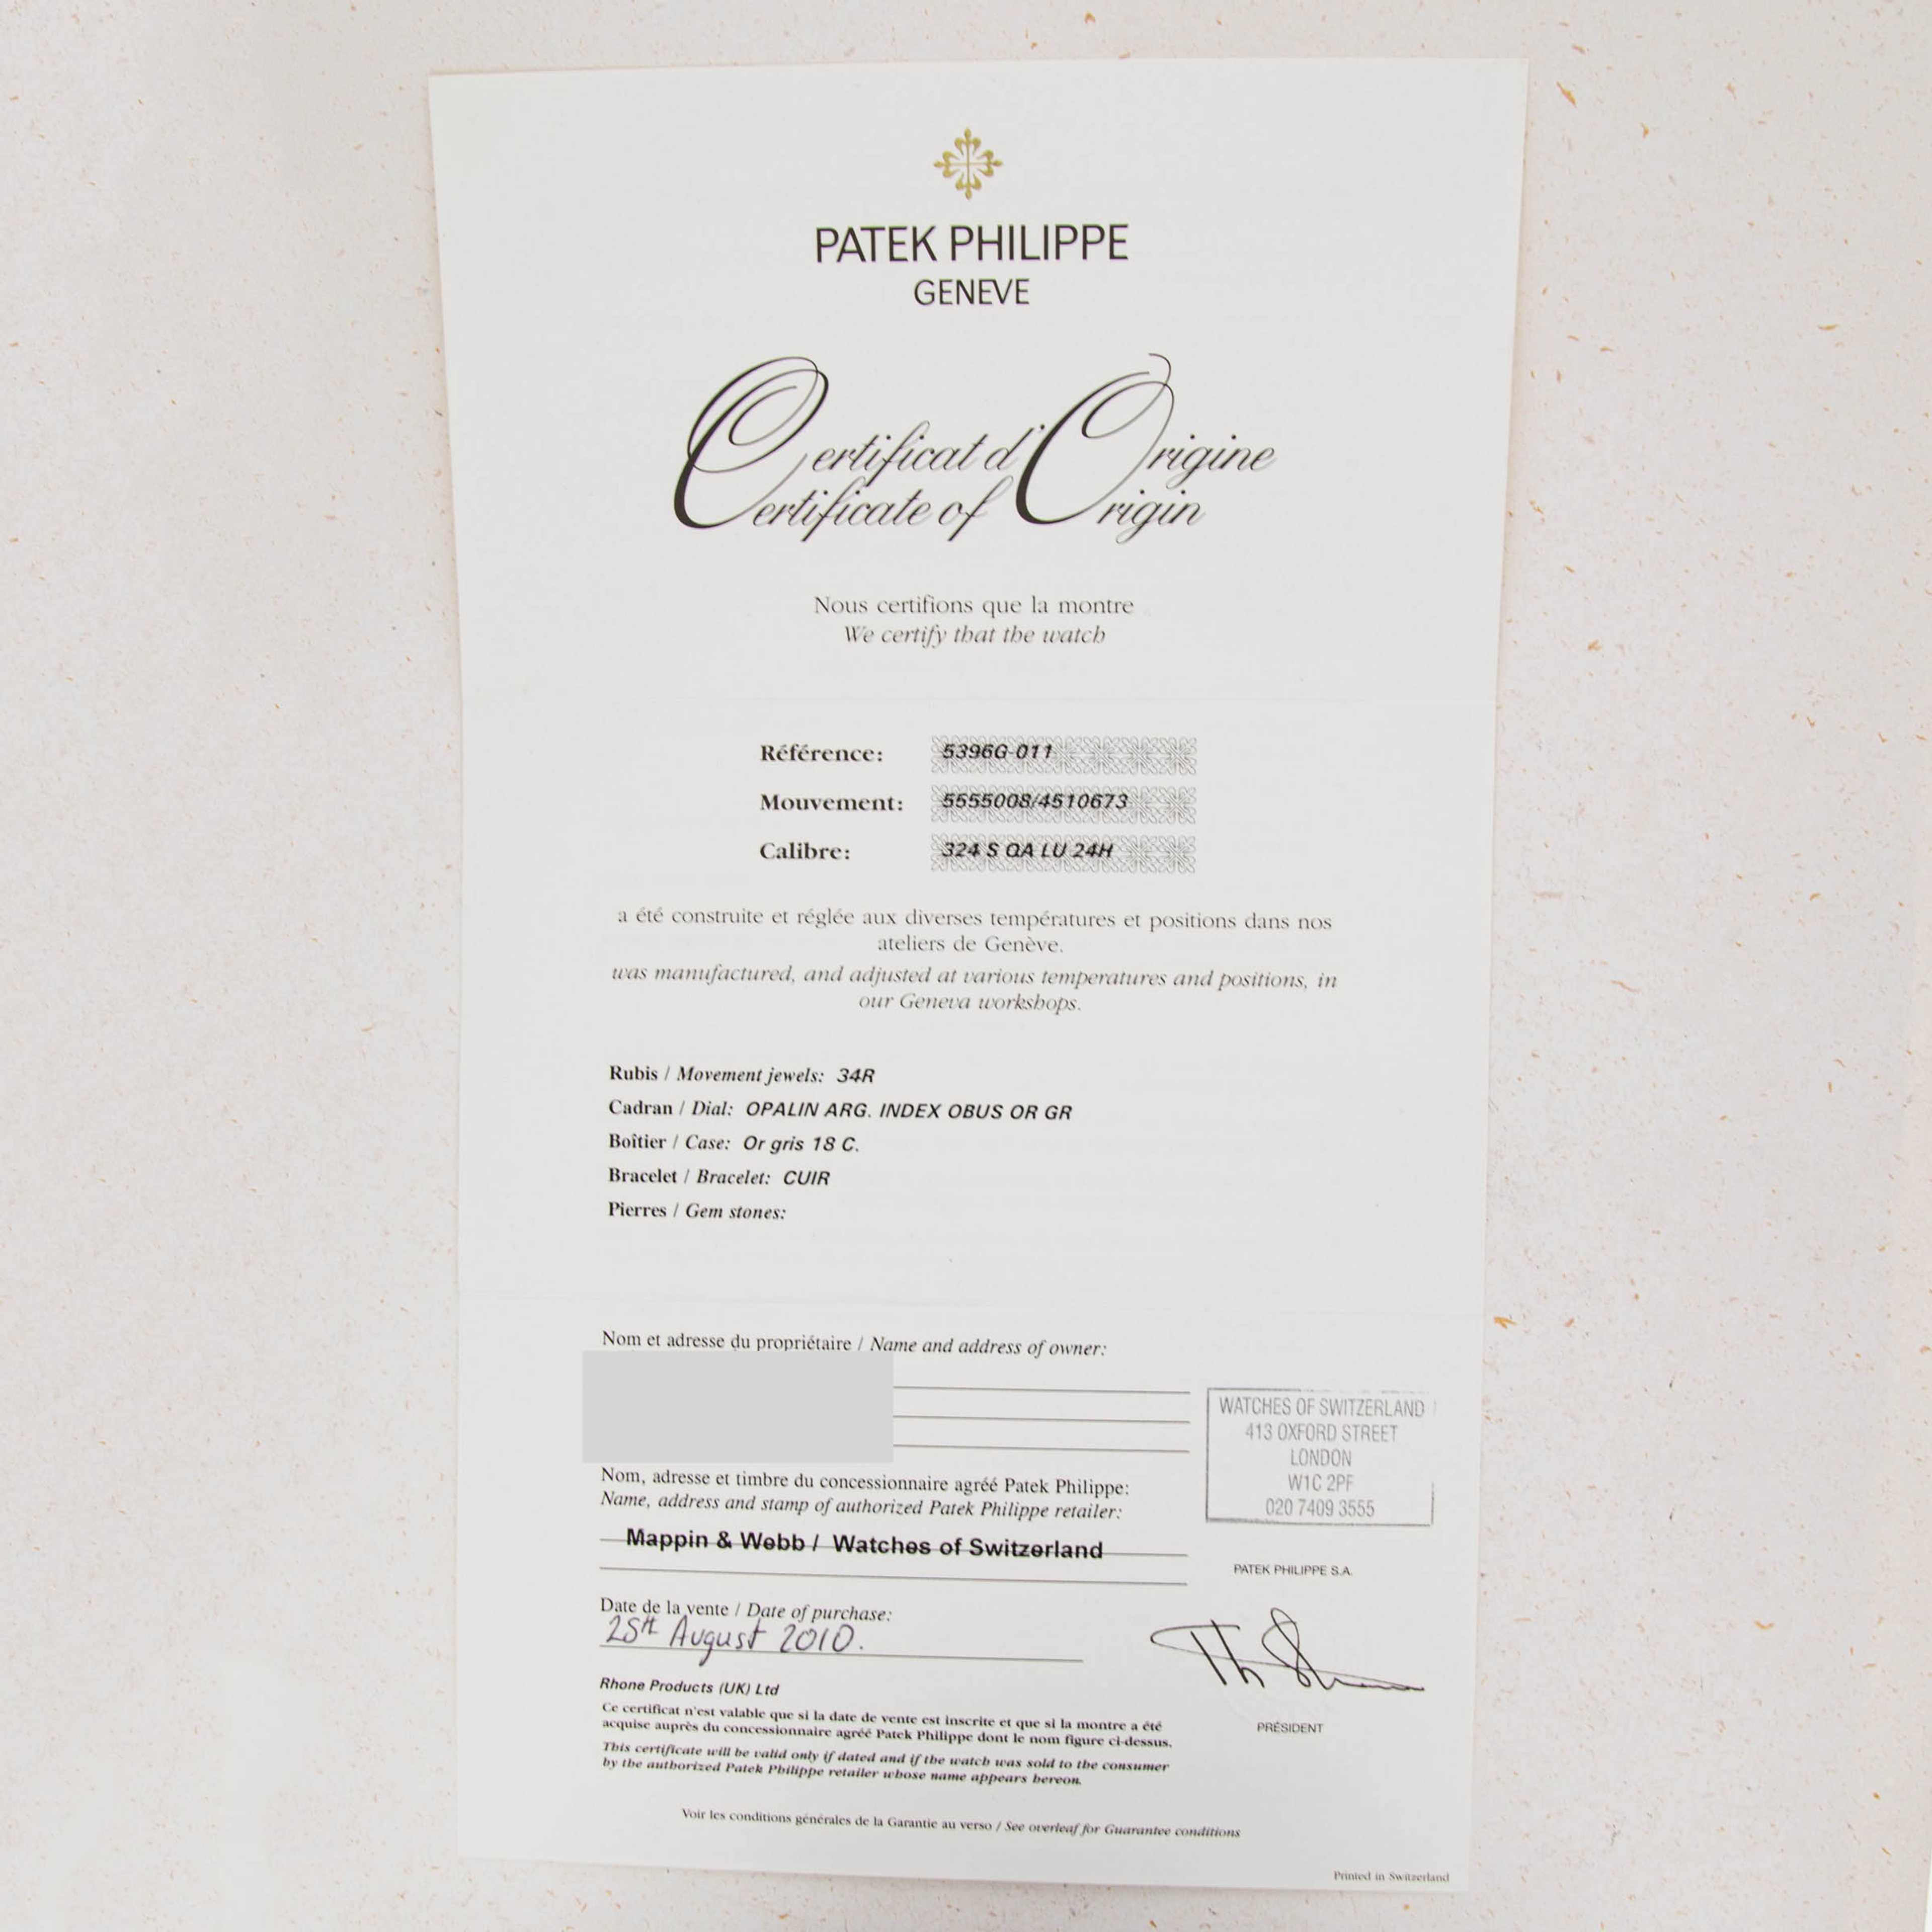 PATEK PHILIPPE
GENEVE
Certificat d'Origine
Certificate of Origin
Nous certifions que la montre
We certify that the watch
Référence: 5396G-011
Mouvement: 5555008/4510673
Calibre: 324 S QA LU 24H
a été construite et réglée aux diverses températures et positions dans nos
ateliers de Genève.
was manufactured, and adjusted at various temperatures and positions, in
our Geneva workshops.
Rubis / Movement jewels: 34R
Cadran / Dial: OPALIN ARG. INDEX OBUS OR GR
Boîtier / Case: Or gris 18 C.
Bracelet / Bracelet: CUIR
Pierres / Gem stones:
Nom et adresse du propriétaire / Name and address of owner:
WATCHES OF SWITZERLAND
413 OXFORD STREET
LONDON
W1C 2PF
020 7409 3555
Nom, adresse et timbre du concessionnaire agréé Patek Philippe:
Name, address and stamp of authorized Patek Philippe retailer:
Mappin & Webb / Watches of Switzerland
PATEK PHILIPPE S.A.
Date de la vente / Date of purchase:
25th August 2010.
Rhone Products (UK) Ltd
Ce certificat n'est valable que si la date de vente est inscrite et que si la montre a été
acquise auprès du concessionnaire agréé Patek Philippe dont le nom figure ci-dessus.
This certificate will be valid only if dated and if the watch was sold to the consumer
by the authorized Patek Philippe retailer whose name appears hereon.
PRÉSIDENT
Voir les conditions générales de la Garantie au verso / See overleaf for Guarantee conditions
Printed in Switzerland